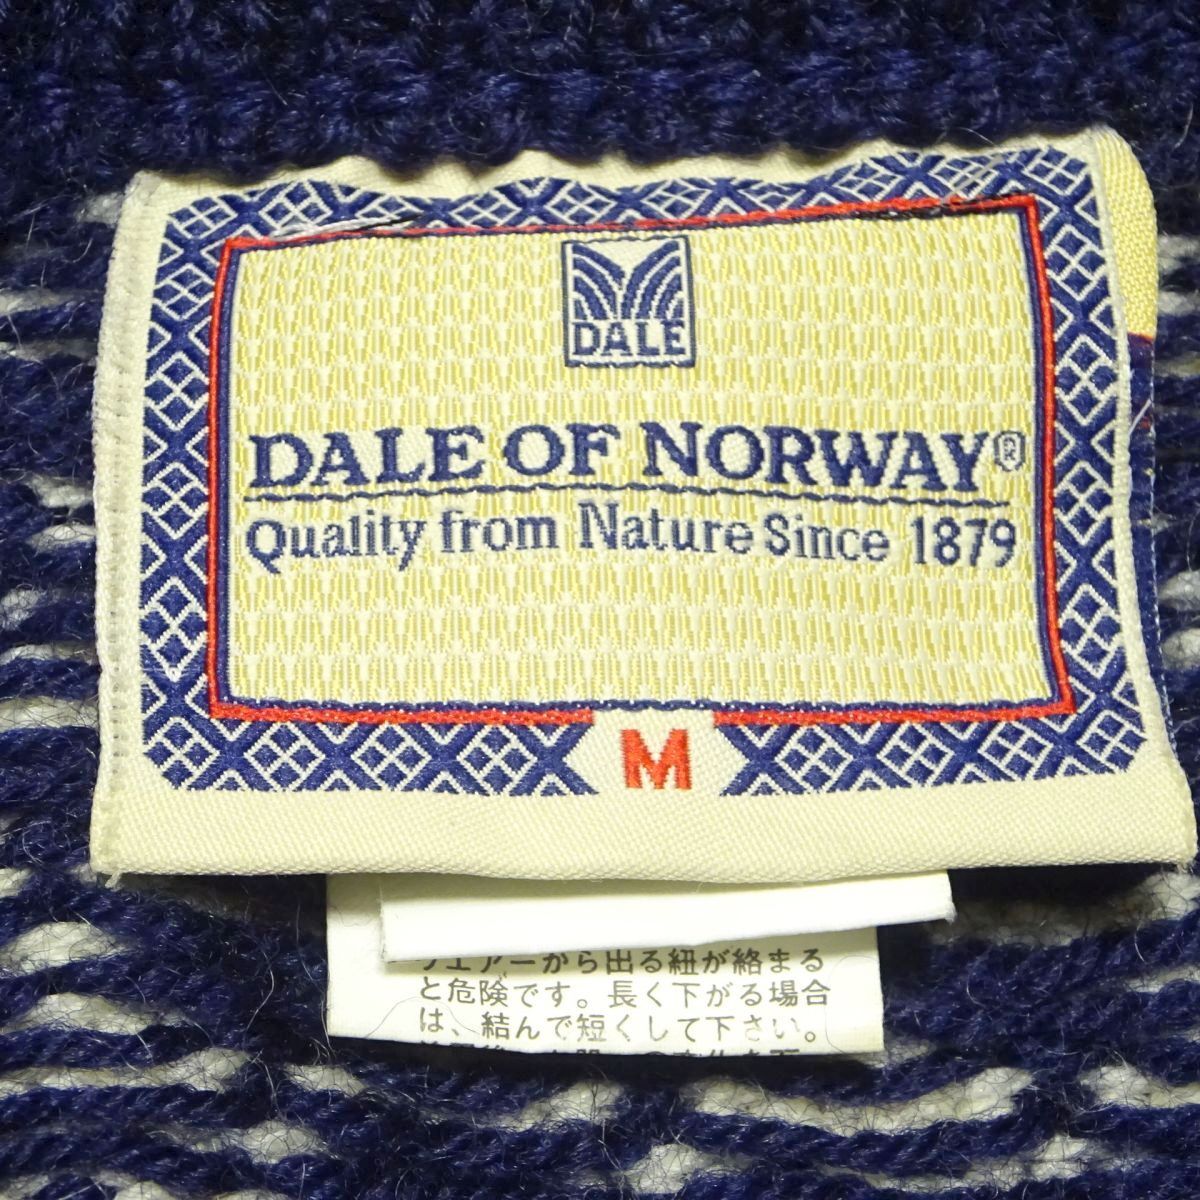 DALE
DALE OF NORWAY®
Quality from Nature Since 1879
M
ウエアーから出る紐が絡まる
と危険です。長く下がる場合
は、結んで短くして下さい。